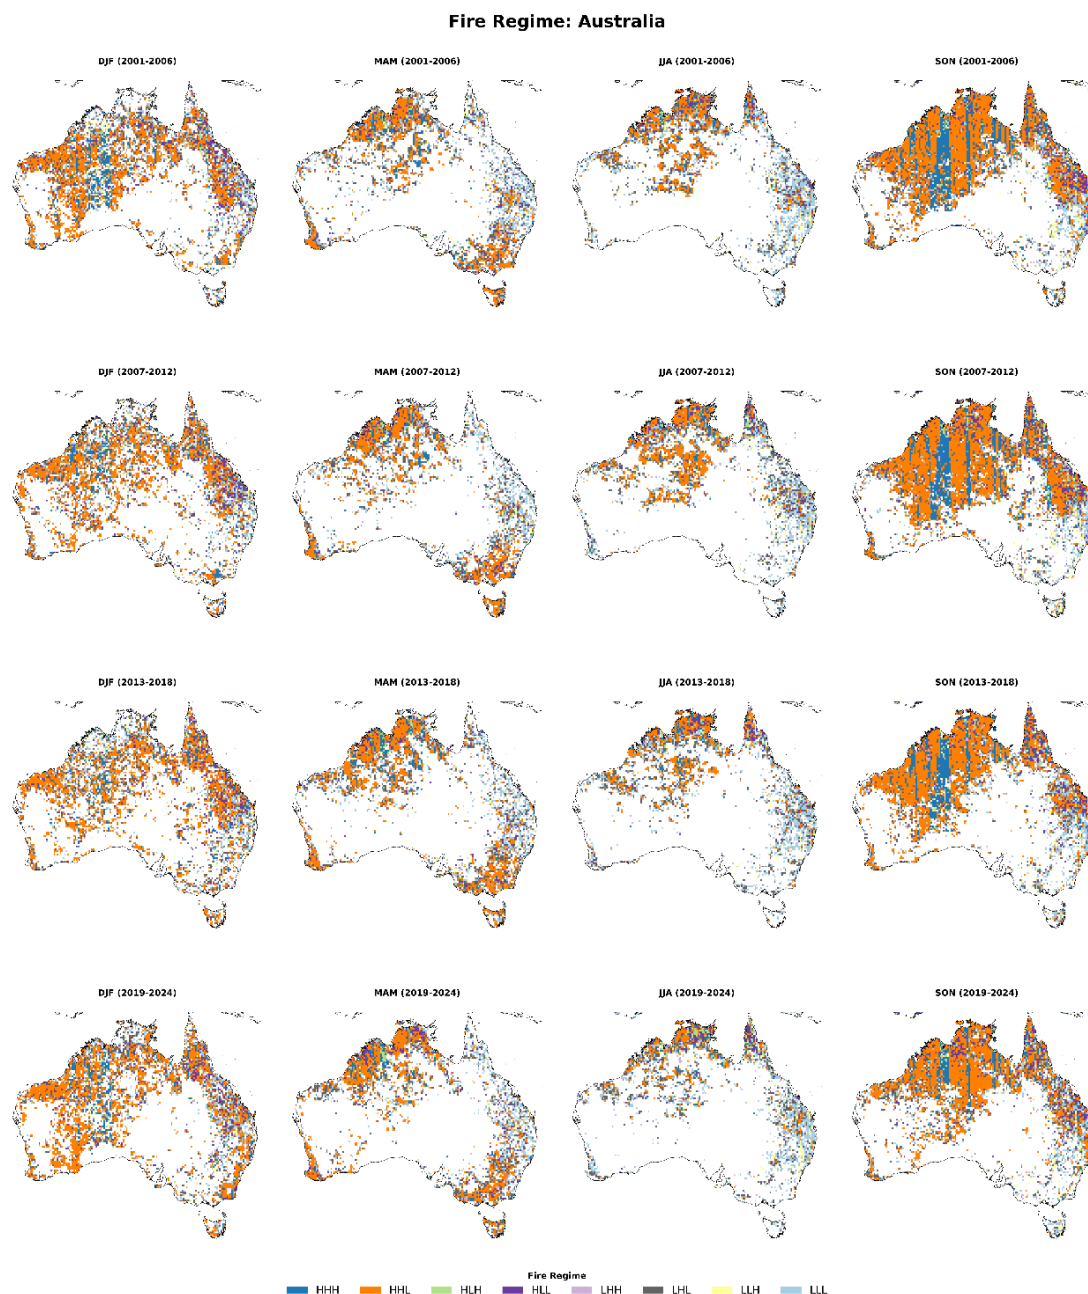 Fire Regime: Australia
DJF (2001-2006) MAM (2001-2006) JJA (2001-2006) SON (2001-2006)
DJF (2007-2012) MAM (2007-2012) JJA (2007-2012) SON (2007-2012)
DJF (2013-2018) MAM (2013-2018) JJA (2013-2018) SON (2013-2018)
DJF (2019-2024) MAM (2019-2024) JJA (2019-2024) SON (2019-2024)
Fire Regime
HHH HHL HLH HLL LHH LHL LLH LLL